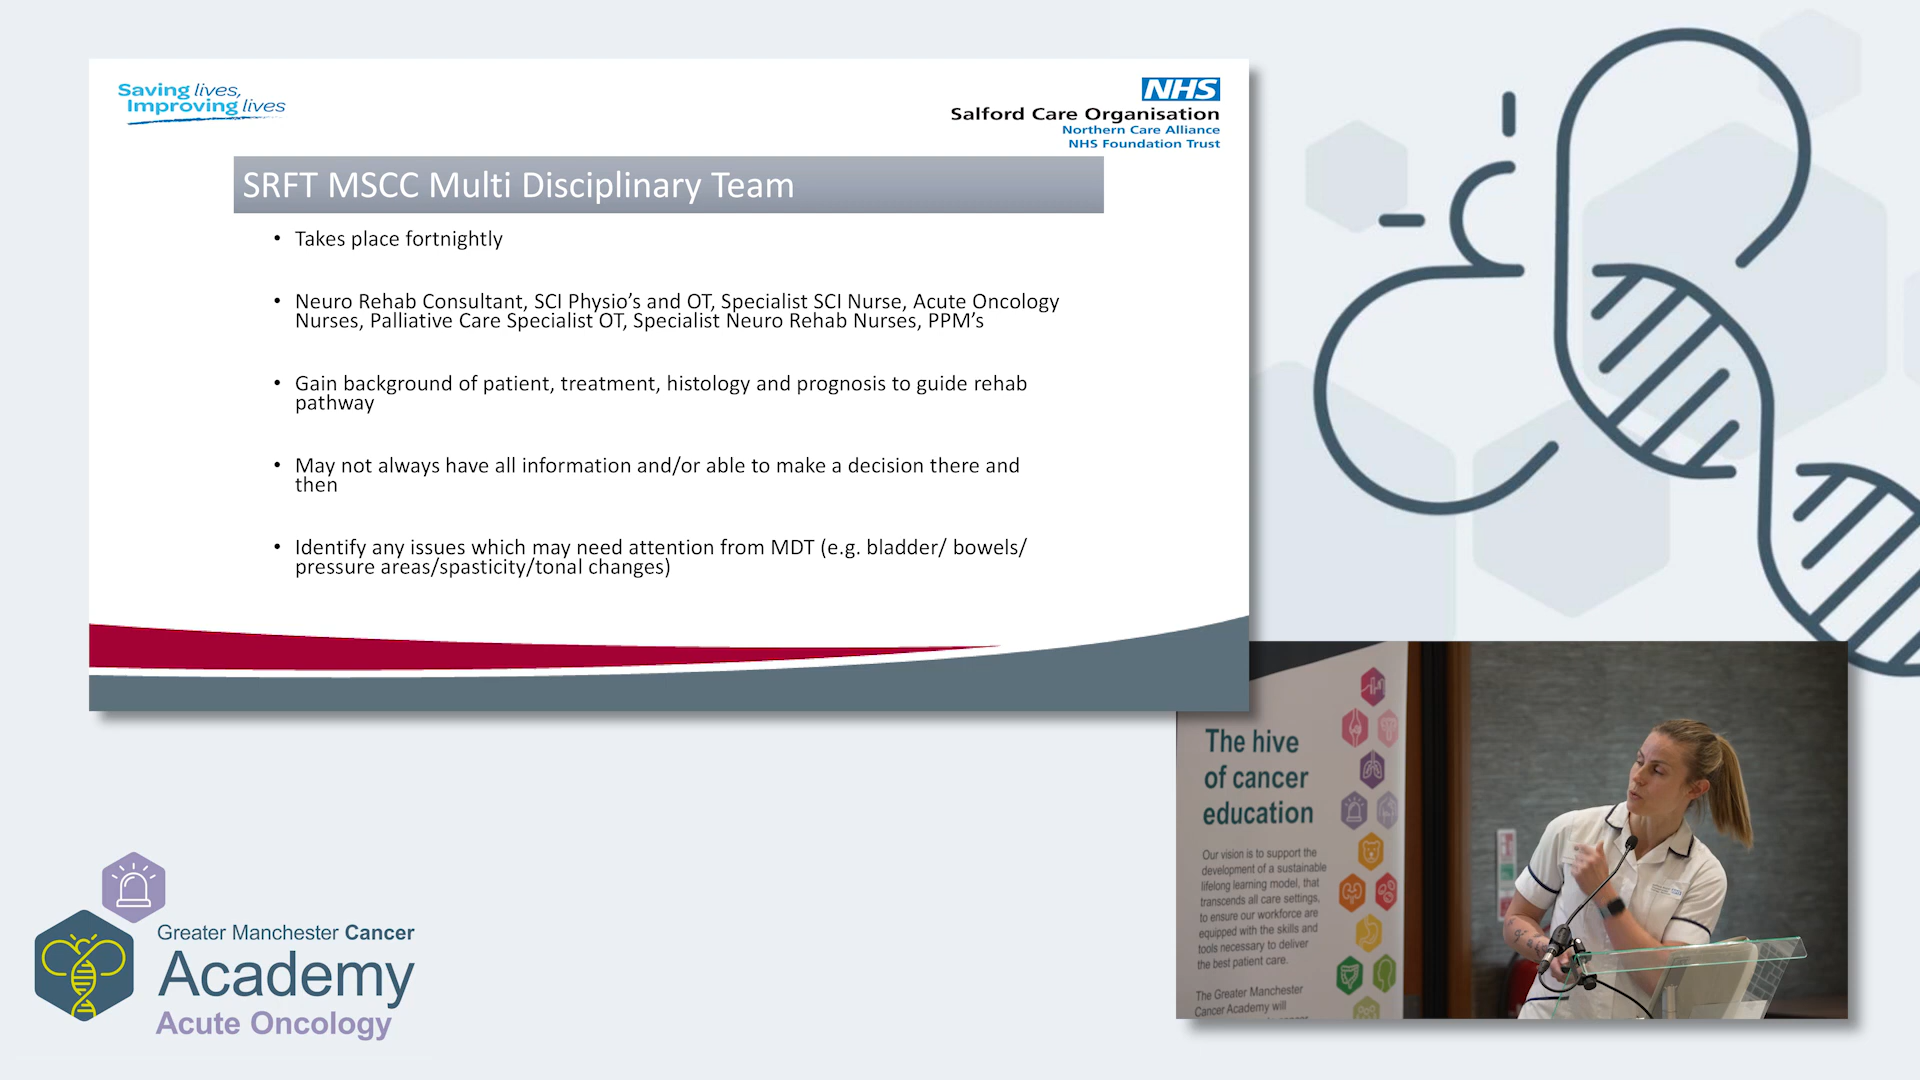 Saving lives,
Improving lives
NHS
Salford Care Organisation
Northern Care Alliance
NHS Foundation Trust
SRFT MSCC Multi Disciplinary Team
• Takes place fortnightly
• Neuro Rehab Consultant, SCI Physio’s and OT, Specialist SCI Nurse, Acute Oncology
Nurses, Palliative Care Specialist OT, Specialist Neuro Rehab Nurses, PPM’s
• Gain background of patient, treatment, histology and prognosis to guide rehab
pathway
• May not always have all information and/or able to make a decision there and
then
• Identify any issues which may need attention from MDT (e.g. bladder/ bowels/
pressure areas/spasticity/tonal changes)
The hive
of cancer
education
Our vision is to support the
development of a sustainable
lifelong learning model, that
transcends all care settings,
to ensure our workforce are
equipped with the skills and
tools necessary to deliver
the best patient care.
The Greater Manchester
Cancer Academy will
Greater Manchester Cancer
Academy
Acute Oncology